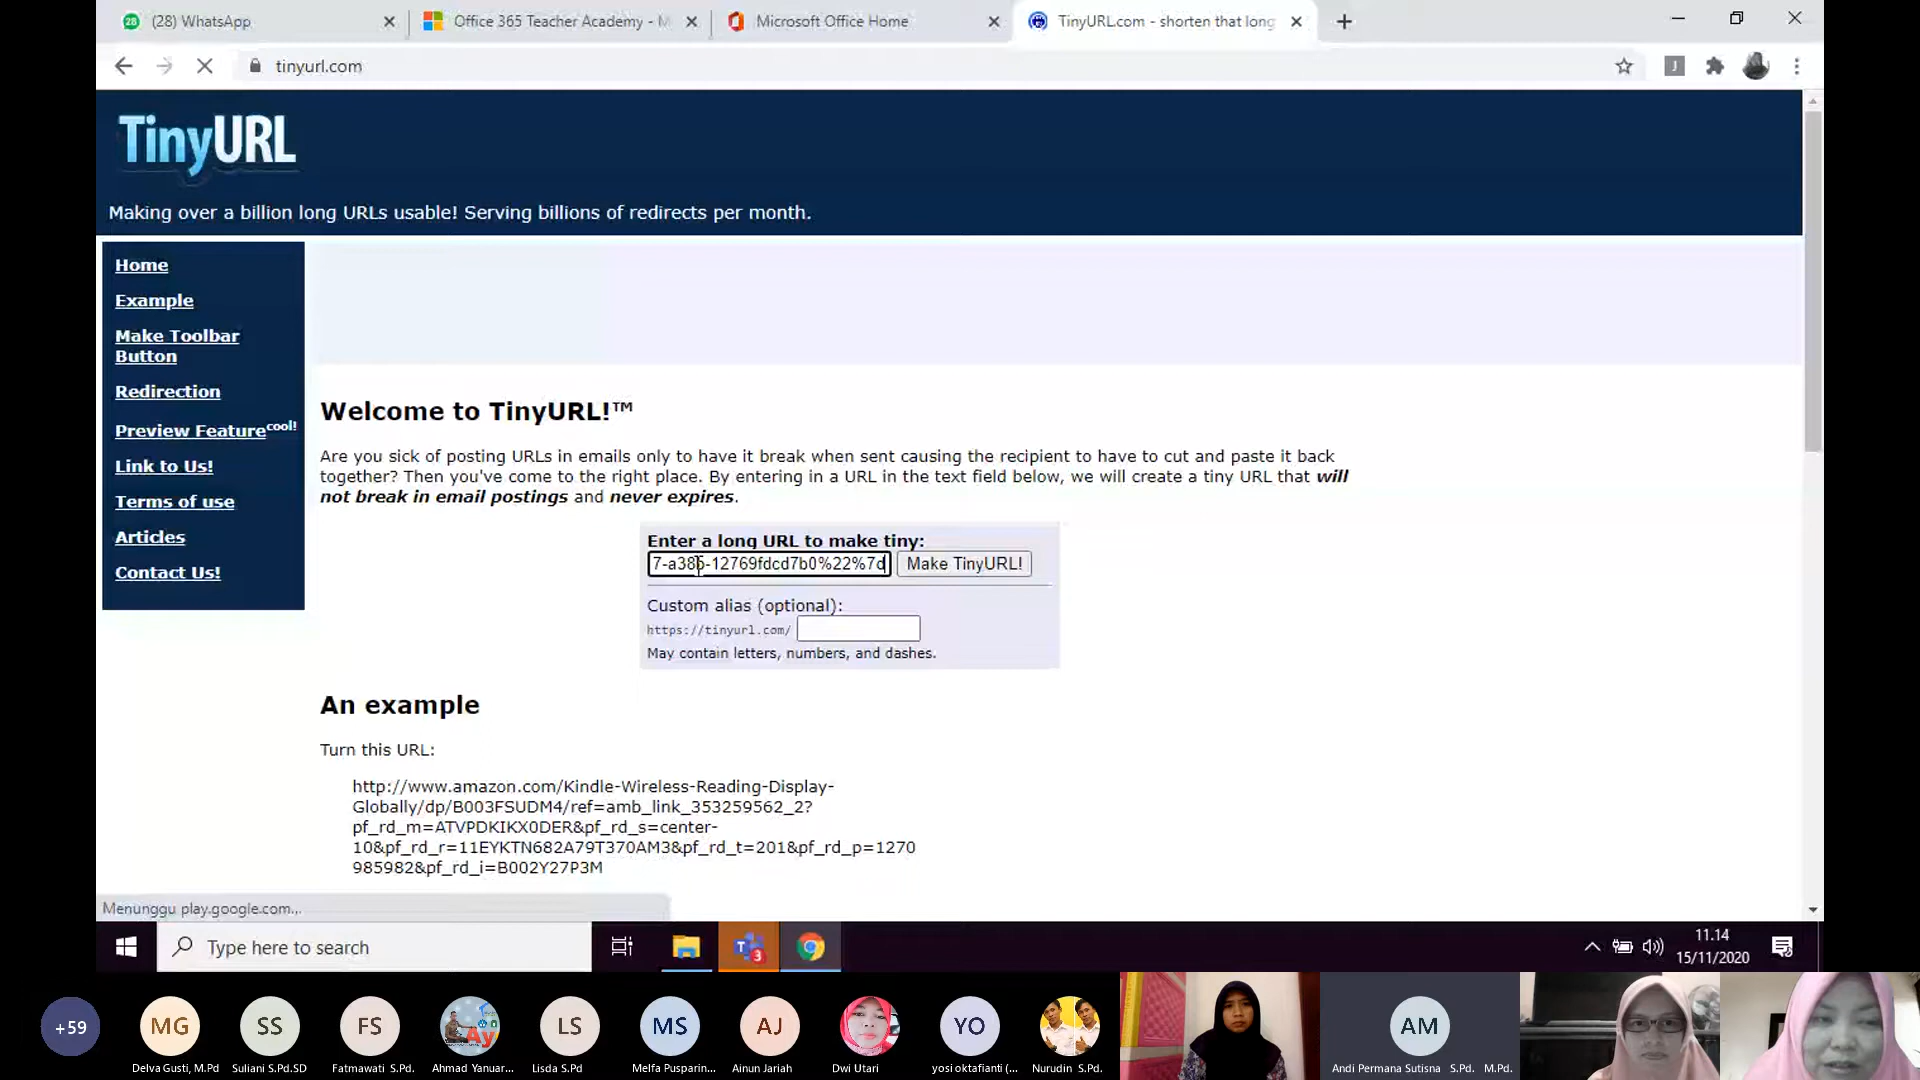 28
(28) WhatsApp
Office 365 Teacher Academy - M
Microsoft Office Home
TinyURL.com - shorten that long
tinyurl.com
J
TinyURL
Making over a billion long URLs usable! Serving billions of redirects per month.
Home
Example
Make Toolbar
Button
Redirection
Preview Feature cool!
Link to Us!
Terms of use
Articles
Contact Us!
Welcome to TinyURL!™
Are you sick of posting URLs in emails only to have it break when sent causing the recipient to have to cut and paste it back
together? Then you've come to the right place. By entering in a URL in the text field below, we will create a tiny URL that will
not break in email postings and never expires.
Enter a long URL to make tiny:
7-a386-12769fdcd7b0%22%7d
Make TinyURL!
Custom alias (optional):
https://tinyurl.com/
May contain letters, numbers, and dashes.
An example
Turn this URL:
http://www.amazon.com/Kindle-Wireless-Reading-Display-
Globally/dp/B003FSUDM4/ref=amb_link_353259562_2?
pf_rd_m=ATVPDKIKX0DER&pf_rd_s=center-
10&pf_rd_r=11EYKTN682A79T370AM3&pf_rd_t=201&pf_rd_p=1270
985982&pf_rd_i=B002Y27P3M
Menunggu play.google.com...
Type here to search
T
3
11.14
15/11/2020
+59
MG
SS
FS
Ay
LS
MS
AJ
YO
AM
Delva Gusti, M.Pd
Suliani S.Pd.SD
Fatmawati S.Pd.
Ahmad Yanuar...
Lisda S.Pd
Melfa Pusparin...
Ainun Jariah
Dwi Utari
yosi oktafianti (...
Nurudin S.Pd.
Andi Permana Sutisna S.Pd. M.Pd.